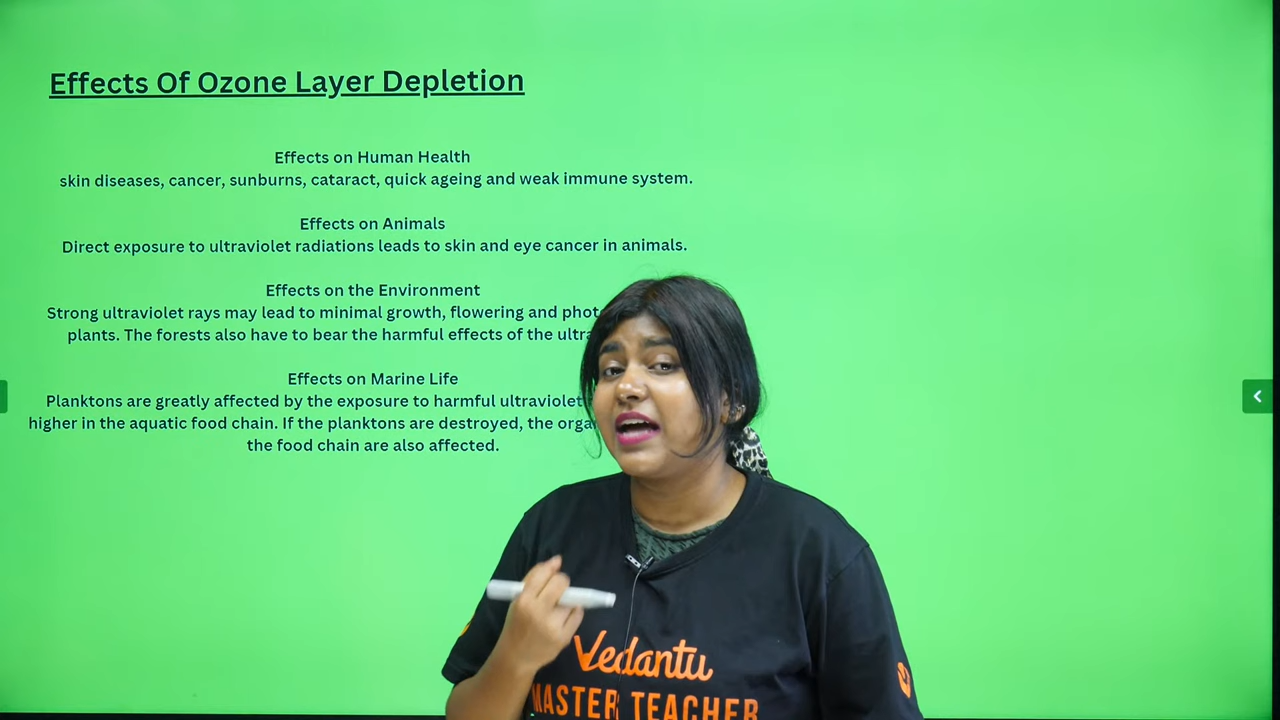 Effects Of Ozone Layer Depletion
Effects on Human Health
skin diseases, cancer, sunburns, cataract, quick ageing and weak immune system.
Effects on Animals
Direct exposure to ultraviolet radiations leads to skin and eye cancer in animals.
Effects on the Environment
Strong ultraviolet rays may lead to minimal growth, flowering and
plants. The forests also have to bear the harmful effects of the
Effects on Marine Life
Planktons are greatly affected by the exposure to harmful ultraviolet
higher in the aquatic food chain. If the planktons are destroyed, the
the food chain are also affected.
Vedantu
MASTER TEACHER